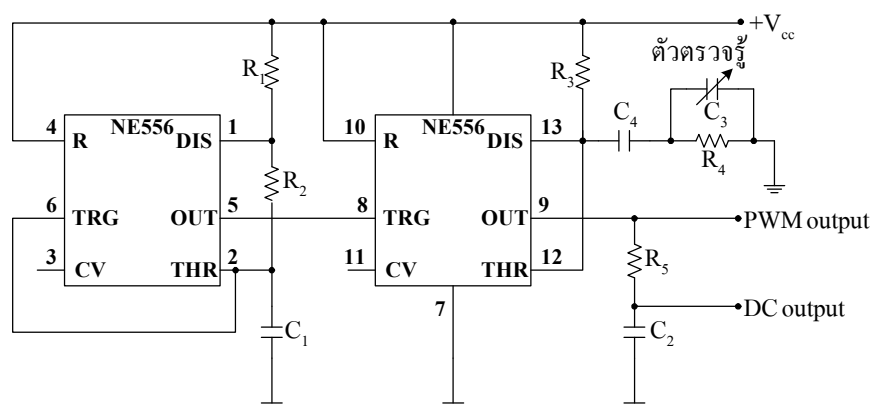 +Vcc
ตัวตรวจรู้
R1
R3
C4
C3
R4
4
NE556
1
R
DIS
10
NE556
13
R
DIS
R2
6
5
TRG
OUT
8
9
TRG
OUT
PWM output
3
2
CV
THR
11
12
CV
THR
R5
7
DC output
C1
C2